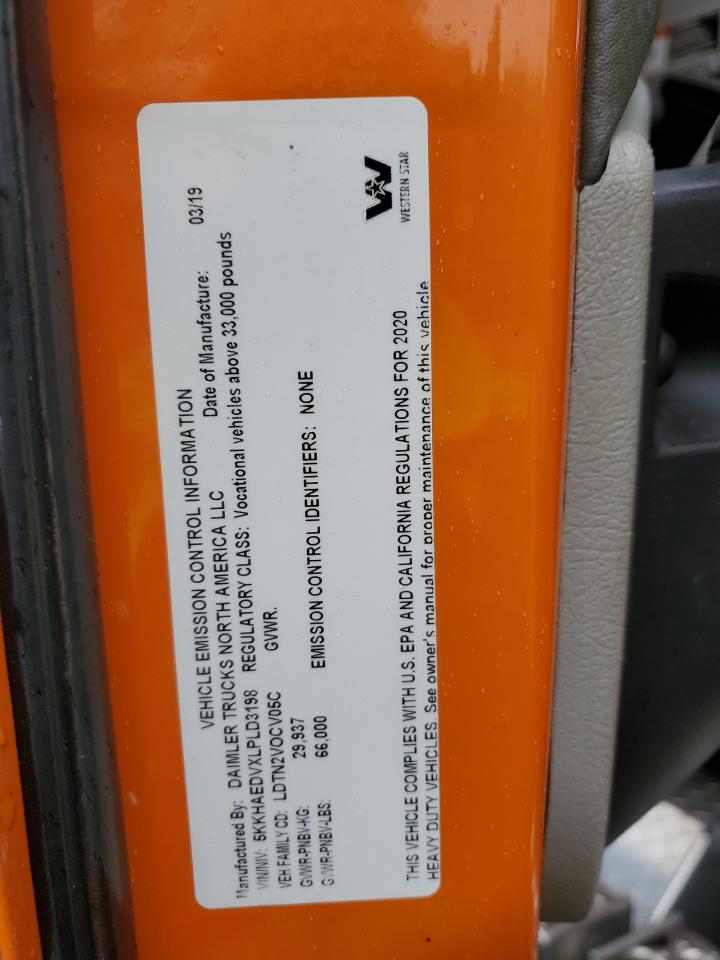 VEHICLE EMISSION CONTROL INFORMATION
Manufactured By: DAIMLER TRUCKS NORTH AMERICA LLC Date of Manufacture: 03/19
VIN/NIV: 5KKHAEDVXLPLD3198 REGULATORY CLASS: Vocational vehicles above 33,000 pounds
VEH FAMILY CD: LDTN2VOCV05C GVWR.
GVWR-PNBV-KG: 29,937
GVWR-PNBV-LBS: 66,000 EMISSION CONTROL IDENTIFIERS: NONE
THIS VEHICLE COMPLIES WITH U.S. EPA AND CALIFORNIA REGULATIONS FOR 2020
HEAVY DUTY VEHICLES. See owner's manual for proper maintenance of this vehicle
WESTERN STAR